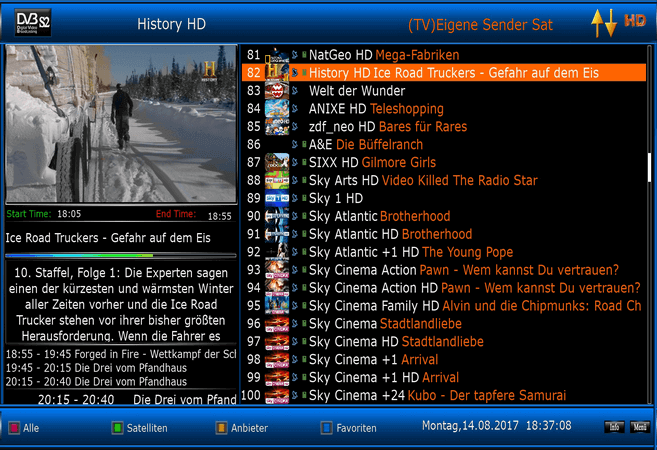 DVB S2
History HD
(TV)Eigene Sender Sat
HD
HISTORY
Start Time: 18:05
End Time: 18:55
Ice Road Truckers - Gefahr auf dem Eis
10. Staffel, Folge 1: Die Experten sagen
einen der kürzesten und wärmsten Winter
aller Zeiten vorher und die Ice Road
Trucker stehen vor ihrer bisher größten
Herausforderung. Wenn die Fahrer es
18:55 - 19:45 Forged in Fire - Wettkampf der Scl
19:45 - 20:15 Die Drei vom Pfandhaus
20:15 - 20:40 Die Drei vom Pfandhaus
20:15 - 20:40 Die Drei vom Pfand
81 NatGeo HD Mega-Fabriken
82 History HD Ice Road Truckers - Gefahr auf dem Eis
83 Welt der Wunder
84 ANIXE HD Teleshopping
85 zdf_neo HD Bares für Rares
86 A&E Die Büffelranch
87 SIXX HD Gilmore Girls
88 Sky Arts HD Video Killed The Radio Star
89 Sky 1 HD
90 Sky Atlantic Brotherhood
91 Sky Atlantic HD Brotherhood
92 Sky Atlantic +1 HD The Young Pope
93 Sky Cinema Action Pawn - Wem kannst Du vertrauen?
94 Sky Cinema Action HD Pawn - Wem kannst Du vertrauen?
95 Sky Cinema Family HD Alvin und die Chipmunks: Road Ch
96 Sky Cinema Stadtlandliebe
97 Sky Cinema HD Stadtlandliebe
98 Sky Cinema +1 Arrival
99 Sky Cinema +1 HD Arrival
100 Sky Cinema +24 Kubo - Der tapfere Samurai
Alle
Satelliten
Anbieter
Favoriten
Montag,14.08.2017 18:37:08
Info
Menü